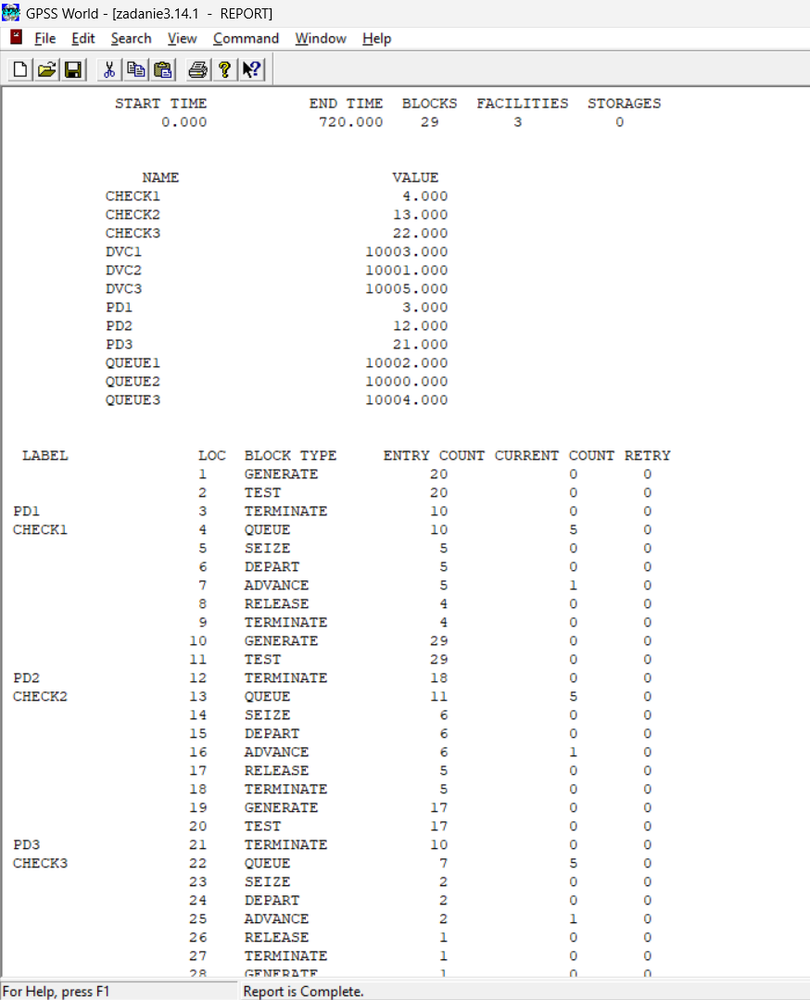 GPSS World - [zadanie3.14.1 - REPORT]
File Edit Search View Command Window Help
START TIME END TIME BLOCKS FACILITIES STORAGES
0.000 720.000 29 3 0
NAME VALUE
CHECK1 4.000
CHECK2 13.000
CHECK3 22.000
DVC1 10003.000
DVC2 10001.000
DVC3 10005.000
PD1 3.000
PD2 12.000
PD3 21.000
QUEUE1 10002.000
QUEUE2 10000.000
QUEUE3 10004.000
LABEL LOC BLOCK TYPE ENTRY COUNT CURRENT COUNT RETRY
1 GENERATE 20 0 0
2 TEST 20 0 0
PD1 3 TERMINATE 10 0 0
CHECK1 4 QUEUE 10 5 0
5 SEIZE 5 0 0
6 DEPART 5 0 0
7 ADVANCE 5 1 0
8 RELEASE 4 0 0
9 TERMINATE 4 0 0
10 GENERATE 29 0 0
11 TEST 29 0 0
PD2 12 TERMINATE 18 0 0
CHECK2 13 QUEUE 11 5 0
14 SEIZE 6 0 0
15 DEPART 6 0 0
16 ADVANCE 6 1 0
17 RELEASE 5 0 0
18 TERMINATE 5 0 0
19 GENERATE 17 0 0
20 TEST 17 0 0
PD3 21 TERMINATE 10 0 0
CHECK3 22 QUEUE 7 5 0
23 SEIZE 2 0 0
24 DEPART 2 0 0
25 ADVANCE 2 1 0
26 RELEASE 1 0 0
27 TERMINATE 1 0 0
28 GENERATE 1 0 0
For Help, press F1 Report is Complete.